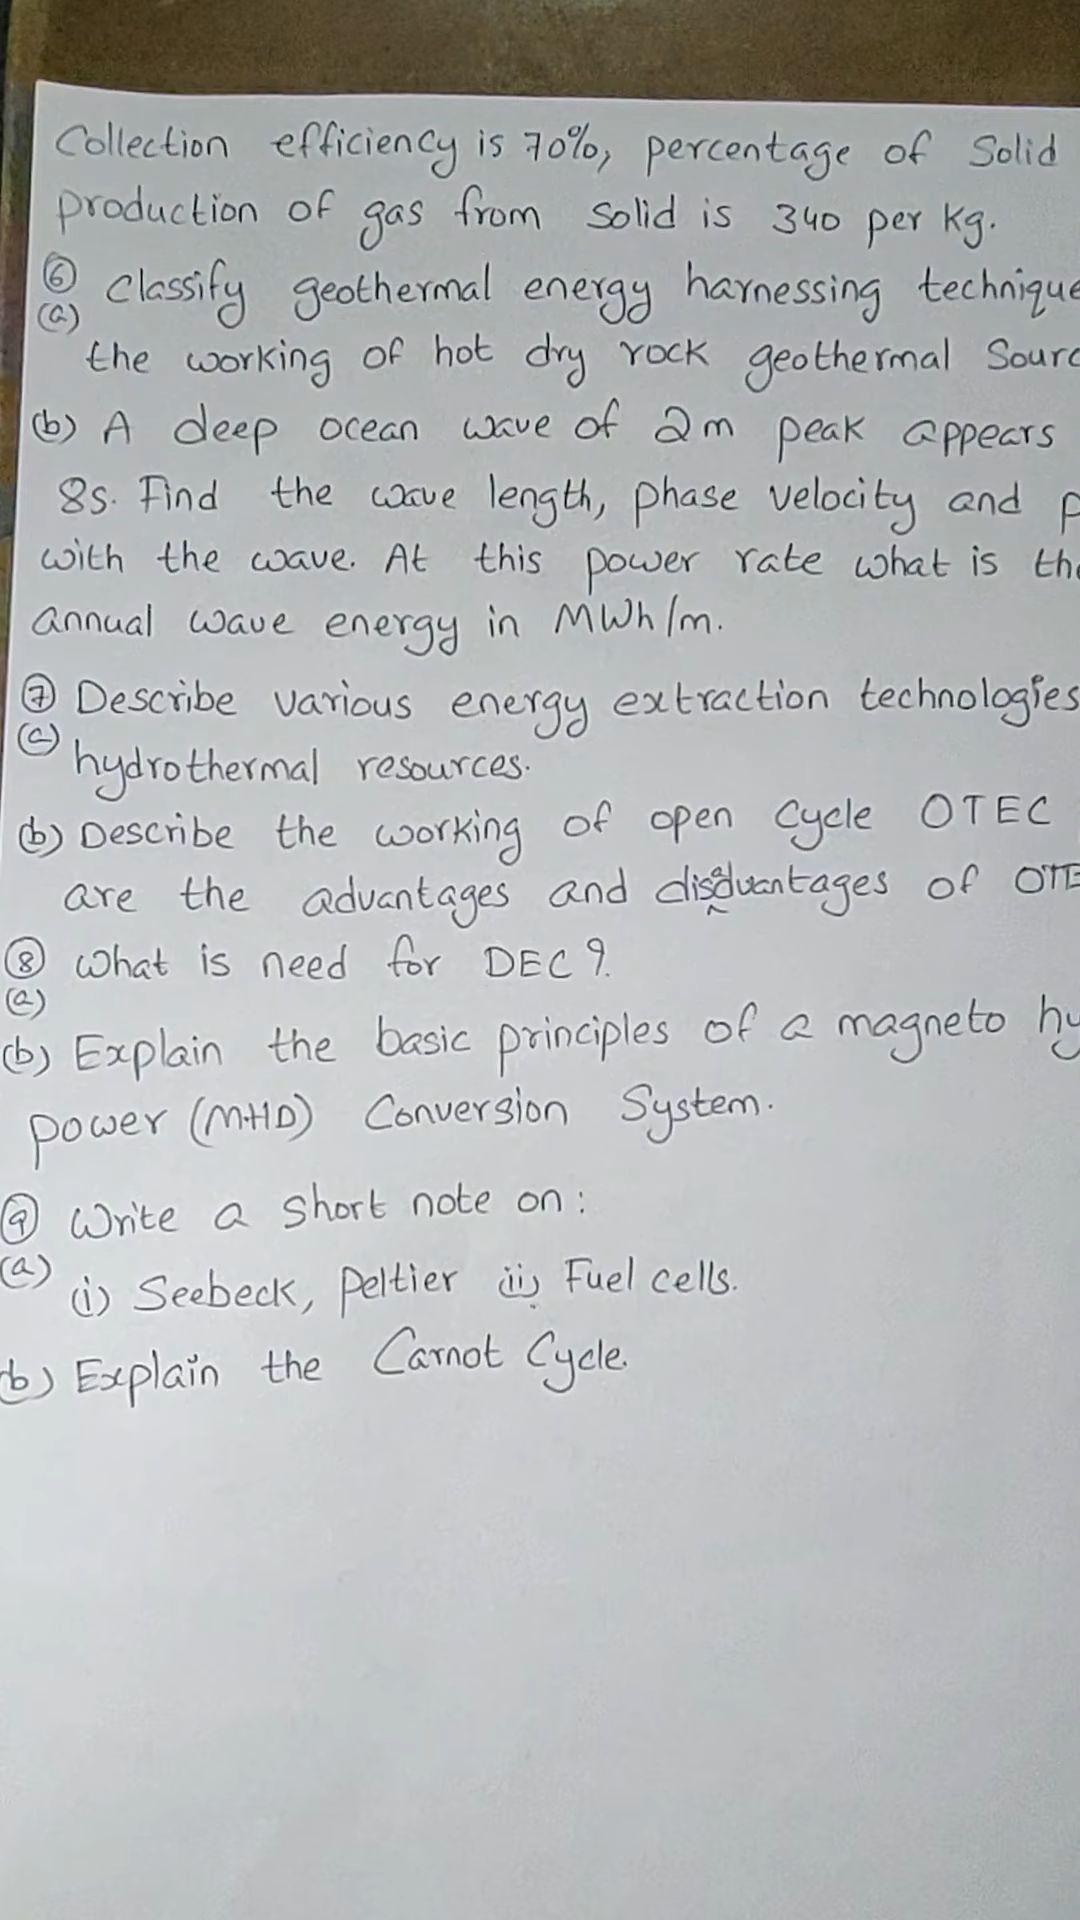 Collection efficiency is 70%, percentage of Solid
production of gas from solid is 340 per kg.
⑥ Classify geothermal energy harnessing technique
(a)
the working of hot dry rock geothermal Sourc
(b) A deep ocean wave of 2m peak appears
8s. Find the wave length, phase velocity and p
with the wave. At this power rate what is the
annual wave energy in MWh/m.
⑦ Describe various energy extraction technologies
(a)
hydrothermal resources.
(b) Describe the working of open cycle OTEC
are the advantages and disadvantages of OTE
⑧ What is need for DEC?
(a)
(b) Explain the basic principles of a magneto hy
power (MHD) Conversion System.
⑨ Write a short note on:
(a)
(i) Seebeck, Peltier (ii) Fuel cells.
b) Explain the Carnot Cycle.